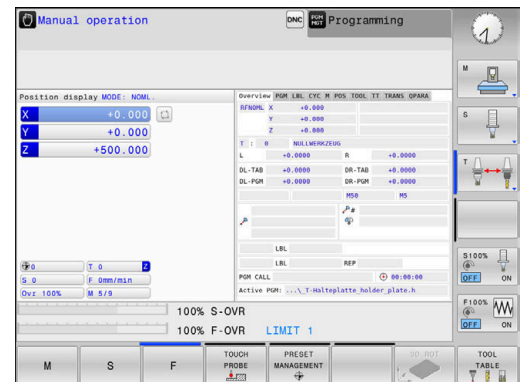 Manual operation
DNC
PGM MGT
Programming
Position display MODE: NOML.
X +0.000
Y +0.000
Z +500.000
0
T 0 Z
S 0
F 0mm/min
Ovr 100%
M 5/9
Overview PGM LBL CYC M POS TOOL TT TRANS QPARA
RFNOML X +0.000
Y +0.000
Z +0.000
T : 0 NULLWERKZEUG
L +0.0000 R +0.0000
DL-TAB +0.0000 DR-TAB +0.0000
DL-PGM +0.0000 DR-PGM +0.0000
M50 M5
P#
LBL
LBL REP
PGM CALL 00:00:00
Active PGM: ...\_T-Halteplatte_holder_plate.h
100% S-OVR
100% F-OVR LIMIT 1
M
S
F
TOUCH PROBE
PRESET MANAGEMENT
3D ROT
TOOL TABLE
M
S
T
S100%
OFF ON
F100%
OFF ON